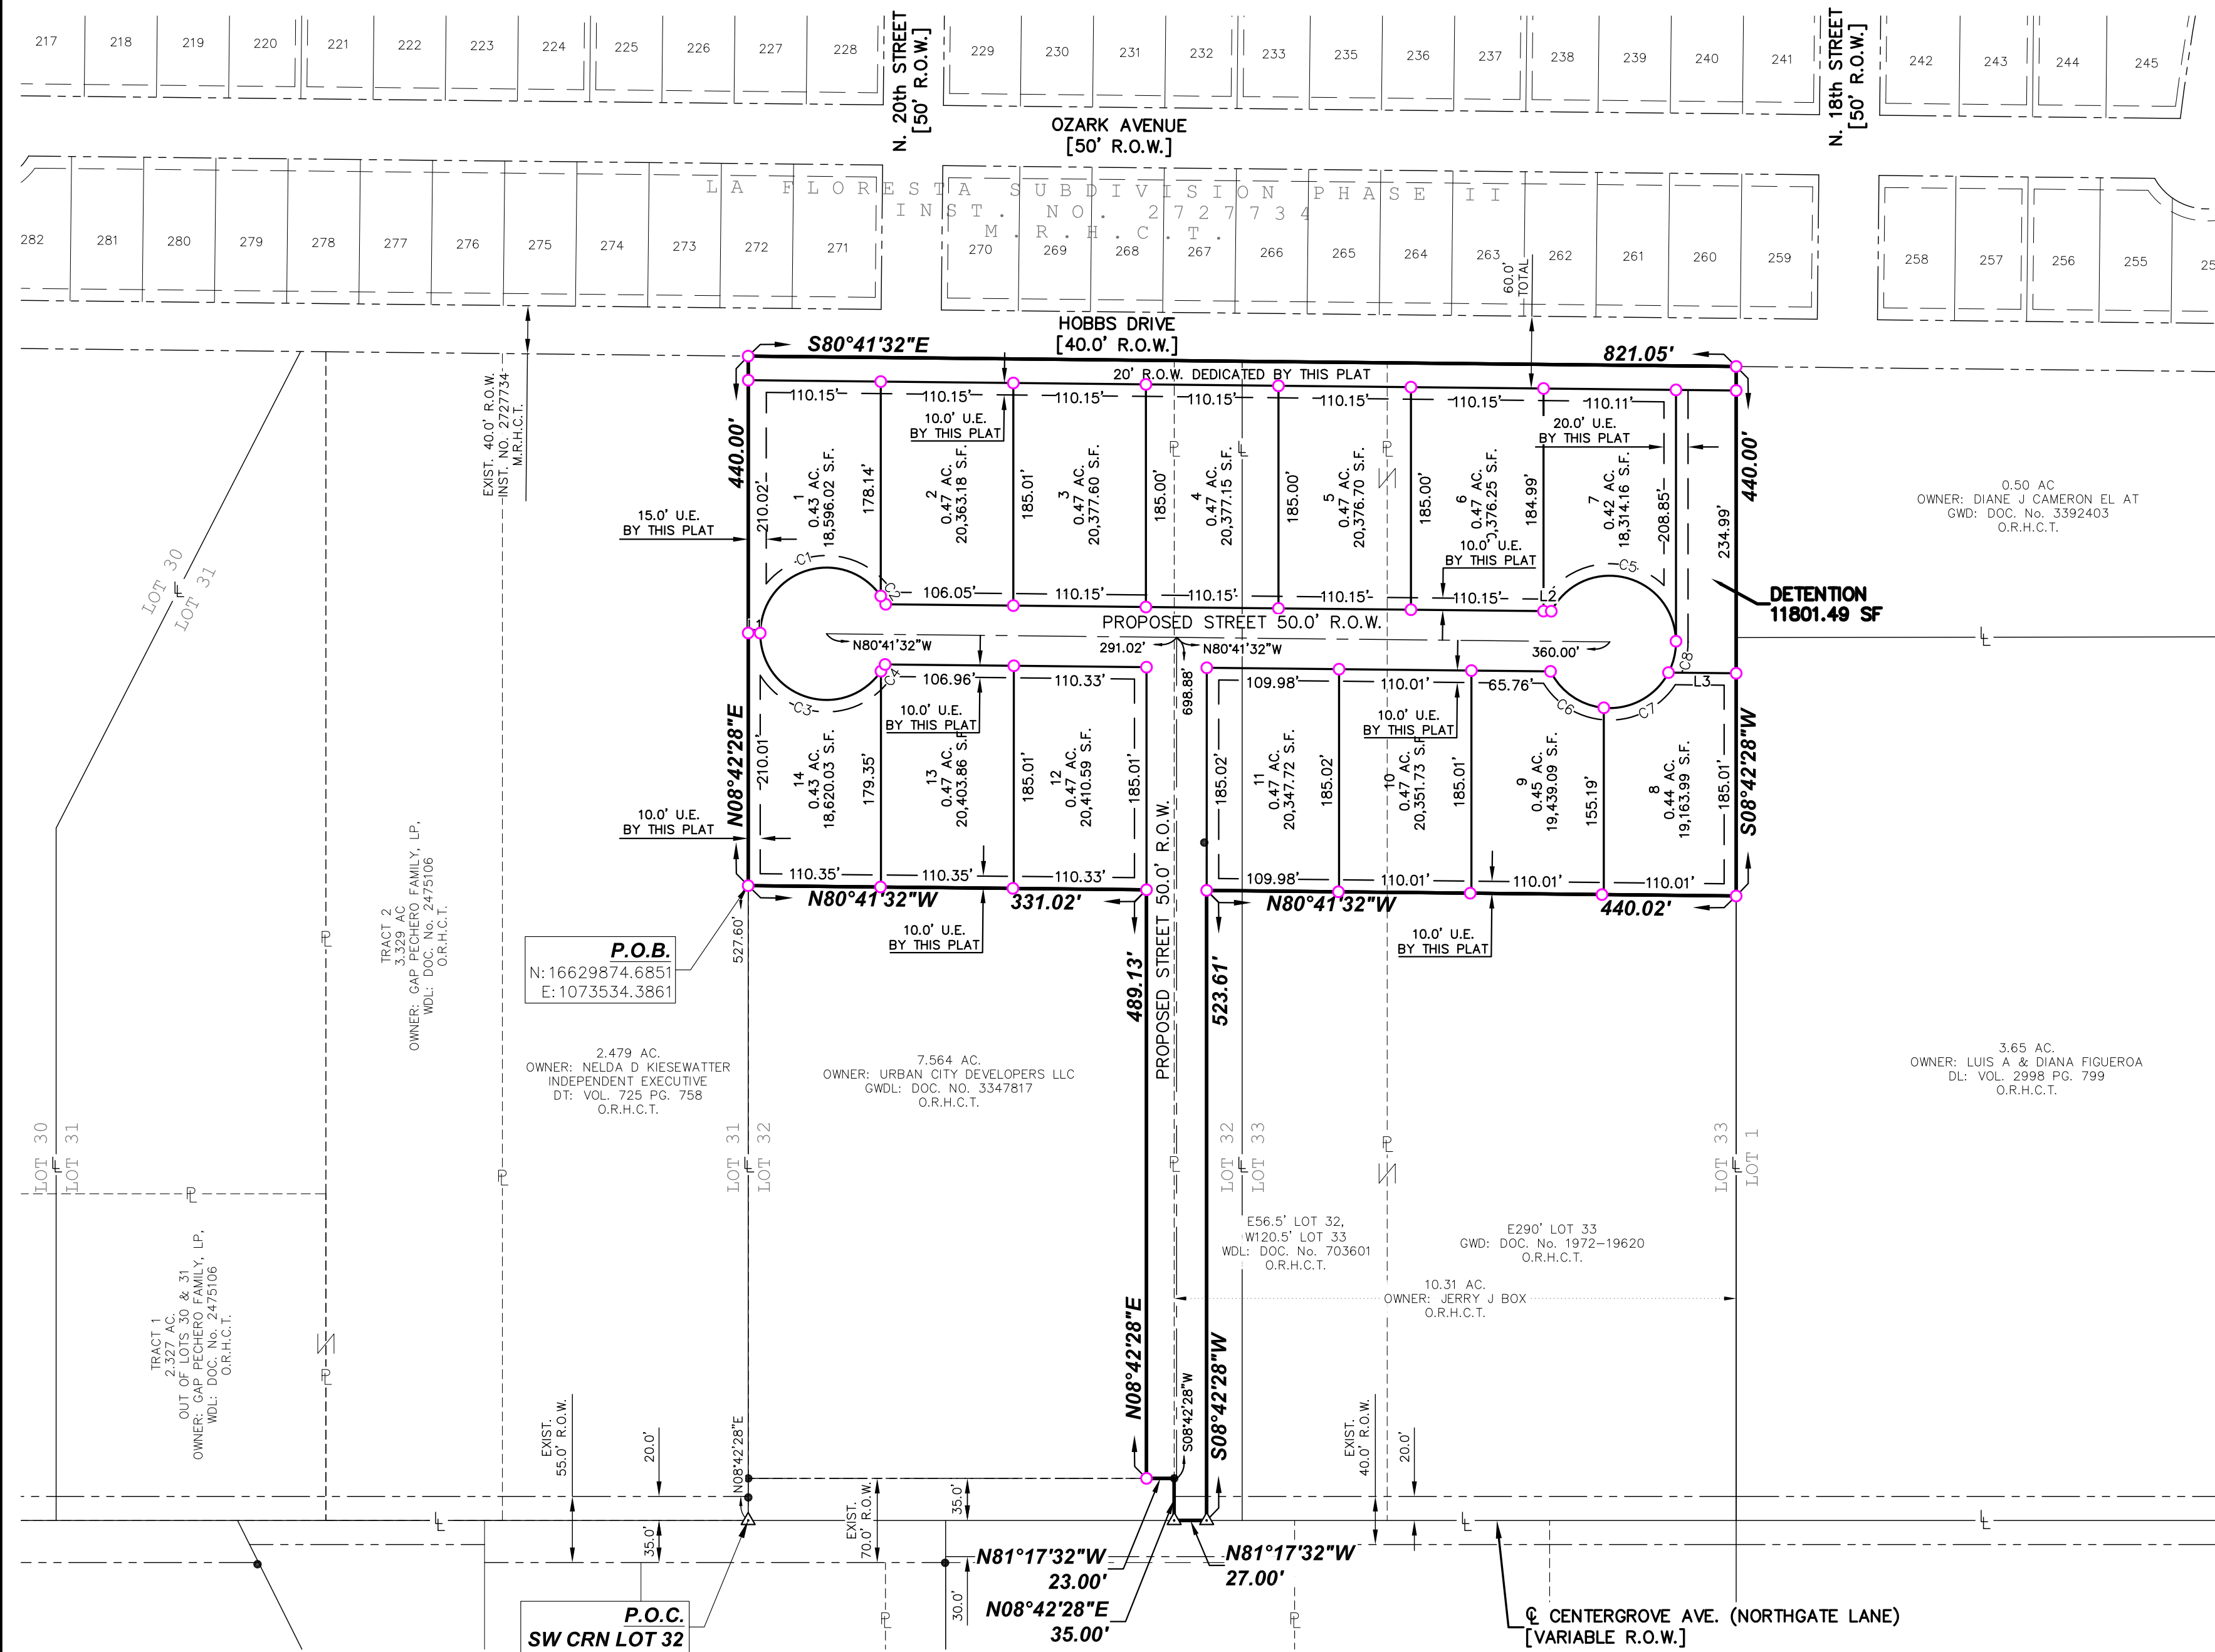 217
218
219
220
221
222
223
224
225
226
227
228
N. 20th STREET
[50' R.O.W.]
229
230
231
232
233
235
236
237
238
239
240
241
N. 18th STREET
[50' R.O.W.]
242
243
244
245
OZARK AVENUE
[50' R.O.W.]
LA FLORESTA SUBDIVISION PHASE II
INST. NO. 2727734
M.R.H.C.T.
282
281
280
279
278
277
276
275
274
273
272
271
270
269
268
267
266
265
264
263
262
261
260
259
258
257
256
255
60.0'
TOTAL
HOBBS DRIVE
[40.0' R.O.W.]
S80°41'32"E
821.05'
20' R.O.W. DEDICATED BY THIS PLAT
EXIST. 40.0' R.O.W.
INST. NO. 2727734
M.R.H.C.T.
110.15'
110.15'
110.15'
110.15'
110.15'
110.15'
110.11'
10.0' U.E.
BY THIS PLAT
20.0' U.E.
BY THIS PLAT
440.00'
440.00'
15.0' U.E.
BY THIS PLAT
210.02'
1
0.43 AC.
18,596.02 S.F.
178.14'
2
0.47 AC.
20,363.18 S.F.
185.01'
3
0.47 AC.
20,377.60 S.F.
185.00'
4
0.47 AC.
20,377.15 S.F.
185.00'
5
0.47 AC.
20,376.70 S.F.
185.00'
6
0.47 AC.
20,376.25 S.F.
184.99'
7
0.42 AC.
18,314.16 S.F.
208.85'
234.99'
0.50 AC
OWNER: DIANE J CAMERON EL AT
GWD: DOC. No. 3392403
O.R.H.C.T.
DETENTION
11801.49 SF
10.0' U.E.
BY THIS PLAT
C1
C2
C5
L2
106.05'
110.15'
110.15'
110.15'
110.15'
PROPOSED STREET 50.0' R.O.W.
N80°41'32"W
291.02'
N80°41'32"W
360.00'
698.88'
C4
C3
C8
L3
C6
C7
106.96'
110.33'
109.98'
110.01'
65.76'
10.0' U.E.
BY THIS PLAT
10.0' U.E.
BY THIS PLAT
N08°42'28"E
210.01'
14
0.43 AC.
18,620.03 S.F.
179.35'
13
0.47 AC.
20,403.86 S.F.
185.01'
12
0.47 AC.
20,410.59 S.F.
185.01'
185.02'
11
0.47 AC.
20,347.72 S.F.
185.02'
10
0.47 AC.
20,351.73 S.F.
185.01'
9
0.45 AC.
19,439.09 S.F.
155.19'
8
0.44 AC.
19,163.99 S.F.
185.01'
S08°42'28"W
10.0' U.E.
BY THIS PLAT
110.35'
110.35'
110.33'
109.98'
110.01'
110.01'
110.01'
N80°41'32"W
331.02'
N80°41'32"W
440.02'
10.0' U.E.
BY THIS PLAT
10.0' U.E.
BY THIS PLAT
527.60'
P.O.B.
N:16629874.6851
E:1073534.3861
LOT 30
LOT 31
TRACT 2
3.329 AC
OWNER: GAP PECHERO FAMILY, LP,
WDL: DOC. No. 2475106
O.R.H.C.T.
489.13'
PROPOSED STREET 50.0' R.O.W.
523.61'
2.479 AC.
OWNER: NELDA D KIESEWATTER
INDEPENDENT EXECUTIVE
DT: VOL. 725 PG. 758
O.R.H.C.T.
7.564 AC.
OWNER: URBAN CITY DEVELOPERS LLC
GWDL: DOC. NO. 3347817
O.R.H.C.T.
3.65 AC.
OWNER: LUIS A & DIANA FIGUEROA
DL: VOL. 2998 PG. 799
O.R.H.C.T.
LOT 30
LOT 31
LOT 31
LOT 32
LOT 32
LOT 33
LOT 33
LOT 1
E56.5' LOT 32,
W120.5' LOT 33
WDL: DOC. No. 703601
O.R.H.C.T.
E290' LOT 33
GWD: DOC. No. 1972-19620
O.R.H.C.T.
10.31 AC.
OWNER: JERRY J BOX
O.R.H.C.T.
TRACT 1
2.327 AC.
OUT OF LOTS 30 & 31
OWNER: GAP PECHERO FAMILY, LP,
WDL: DOC. No. 2475106
O.R.H.C.T.
N08°42'28"E
S08°42'28"W
S08°42'28"W
N08°42'28"E
EXIST.
55.0' R.O.W.
20.0'
35.0'
EXIST.
70.0' R.O.W.
35.0'
30.0'
EXIST.
40.0' R.O.W.
20.0'
N81°17'32"W
23.00'
N08°42'28"E
35.00'
N81°17'32"W
27.00'
P.O.C.
SW CRN LOT 32
℄ CENTERGROVE AVE. (NORTHGATE LANE)
[VARIABLE R.O.W.]